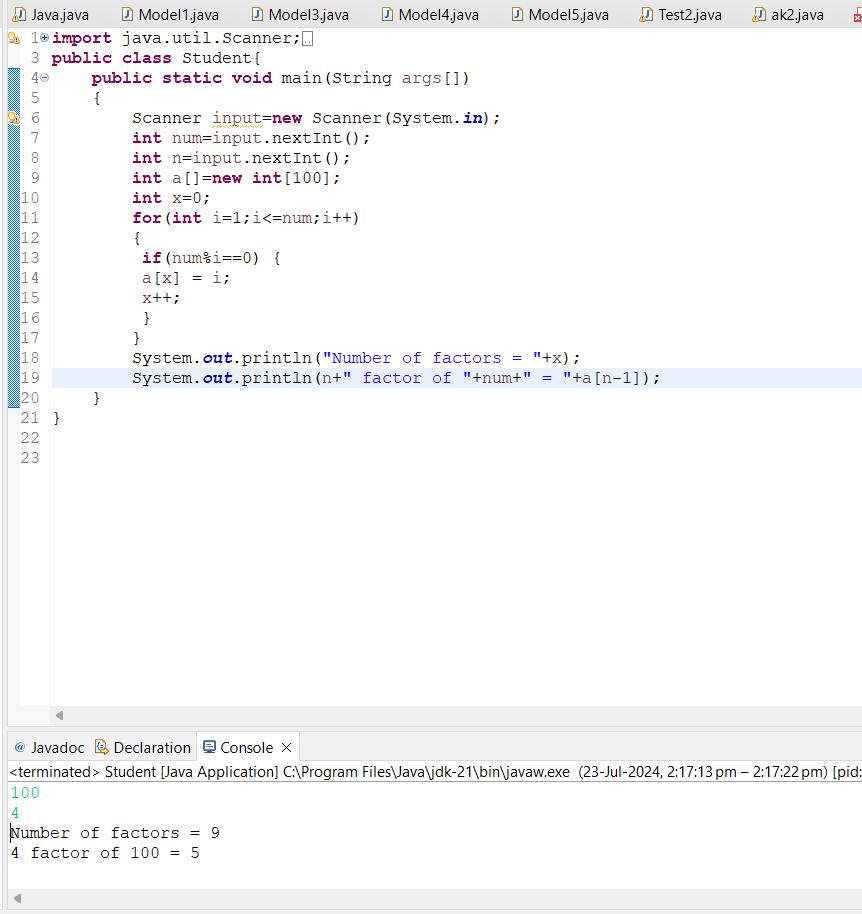 Java.java Model1.java Model3.java Model4.java Model5.java Test2.java ak2.java
1 import java.util.Scanner;
3 public class Student{
4 public static void main(String args[])
5 {
6 Scanner input=new Scanner(System.in);
7 int num=input.nextInt();
8 int n=input.nextInt();
9 int a[]=new int[100];
10 int x=0;
11 for(int i=1;i<=num;i++)
12 {
13 if(num%i==0) {
14 a[x] = i;
15 x++;
16 }
17 }
18 System.out.println("Number of factors = "+x);
19 System.out.println(n+" factor of "+num+" = "+a[n-1]);
20 }
21 }
22
23
@ Javadoc Declaration Console
<terminated> Student [Java Application] C:\Program Files\Java\jdk-21\bin\javaw.exe (23-Jul-2024, 2:17:13 pm – 2:17:22 pm) [pid:
100
4
Number of factors = 9
4 factor of 100 = 5